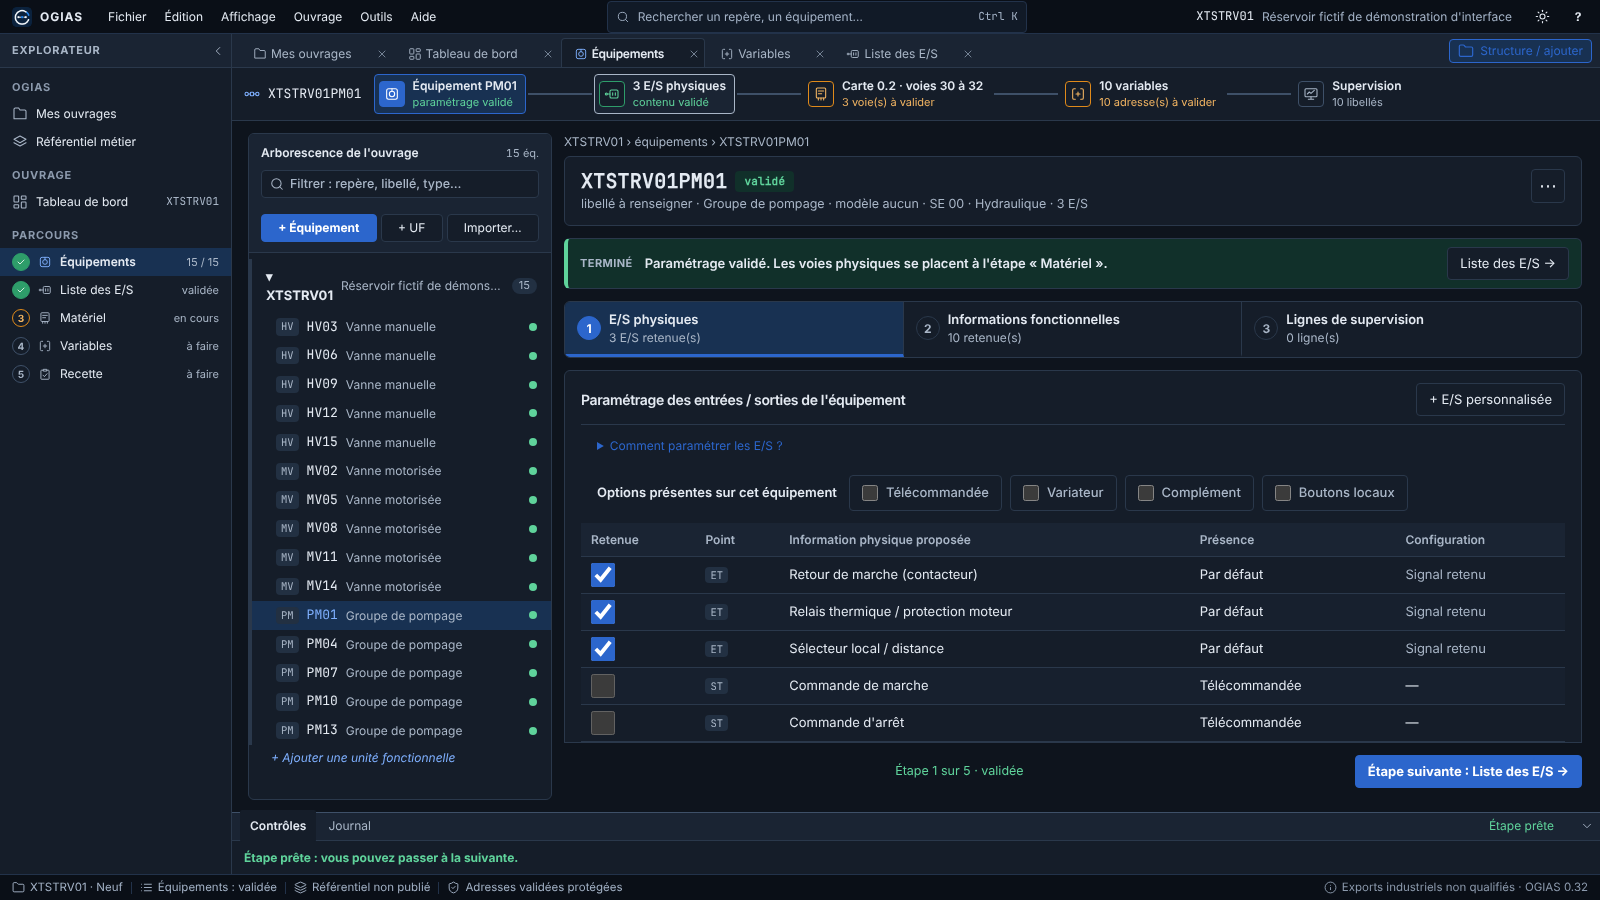 OGIAS
Fichier Édition Affichage Ouvrage Outils Aide
Rechercher un repère, un équipement... Ctrl K
XTSTRV01 Réservoir fictif de démonstration d'interface ?
EXPLORATEUR
Mes ouvrages
Tableau de bord
Équipements
Variables
Liste des E/S
Structure / ajouter
OGIAS
Mes ouvrages
Référentiel métier
OUVRAGE
Tableau de bord XTSTRV01
PARCOURS
Équipements 15 / 15
Liste des E/S validée
3 Matériel en cours
4 Variables à faire
5 Recette à faire
XTSTRV01PM01
Équipement PM01
paramétrage validé
3 E/S physiques
contenu validé
Carte 0.2 · voies 30 à 32
3 voie(s) à valider
10 variables
10 adresse(s) à valider
Supervision
10 libellés
Arborescence de l'ouvrage 15 éq.
Filtrer : repère, libellé, type...
+ Équipement
+ UF
Importer...
▼
XTSTRV01 Réservoir fictif de démons... 15
HV HV03 Vanne manuelle
HV HV06 Vanne manuelle
HV HV09 Vanne manuelle
HV HV12 Vanne manuelle
HV HV15 Vanne manuelle
MV MV02 Vanne motorisée
MV MV05 Vanne motorisée
MV MV08 Vanne motorisée
MV MV11 Vanne motorisée
MV MV14 Vanne motorisée
PM PM01 Groupe de pompage
PM PM04 Groupe de pompage
PM PM07 Groupe de pompage
PM PM10 Groupe de pompage
PM PM13 Groupe de pompage
+ Ajouter une unité fonctionnelle
XTSTRV01 › équipements › XTSTRV01PM01
XTSTRV01PM01 validé
libellé à renseigner · Groupe de pompage · modèle aucun · SE 00 · Hydraulique · 3 E/S
TERMINÉ Paramétrage validé. Les voies physiques se placent à l'étape « Matériel ».
Liste des E/S →
1 E/S physiques
3 E/S retenue(s)
2 Informations fonctionnelles
10 retenue(s)
3 Lignes de supervision
0 ligne(s)
Paramétrage des entrées / sorties de l'équipement
+ E/S personnalisée
▶ Comment paramétrer les E/S ?
Options présentes sur cet équipement Télécommandée Variateur Complément Boutons locaux
Retenue Point Information physique proposée Présence Configuration
ET Retour de marche (contacteur) Par défaut Signal retenu
ET Relais thermique / protection moteur Par défaut Signal retenu
ET Sélecteur local / distance Par défaut Signal retenu
ST Commande de marche Télécommandée —
ST Commande d'arrêt Télécommandée —
Étape 1 sur 5 · validée
Étape suivante : Liste des E/S →
Contrôles Journal Étape prête
Étape prête : vous pouvez passer à la suivante.
XTSTRV01 · Neuf Équipements : validée Référentiel non publié Adresses validées protégées Exports industriels non qualifiés · OGIAS 0.32